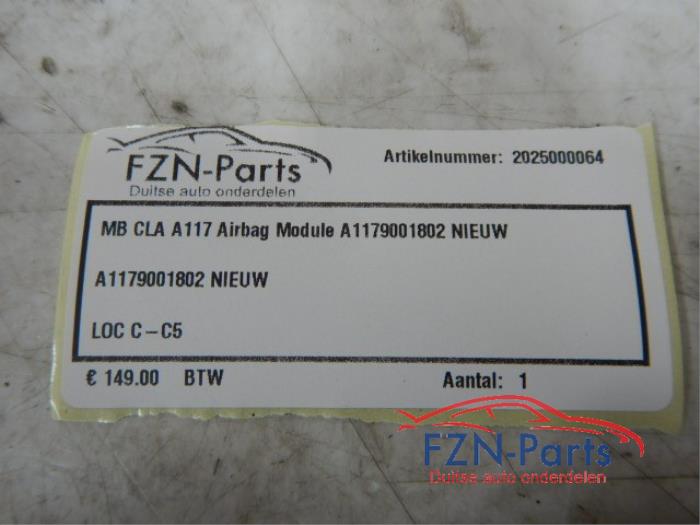 FZN-Parts
Duitse auto onderdelen
Artikelnummer: 2025000064
MB CLA A117 Airbag Module A1179001802 NIEUW
A1179001802 NIEUW
LOC C – C5
€ 149.00 BTW
Aantal: 1
FZN-Parts
Duitse auto onderdelen